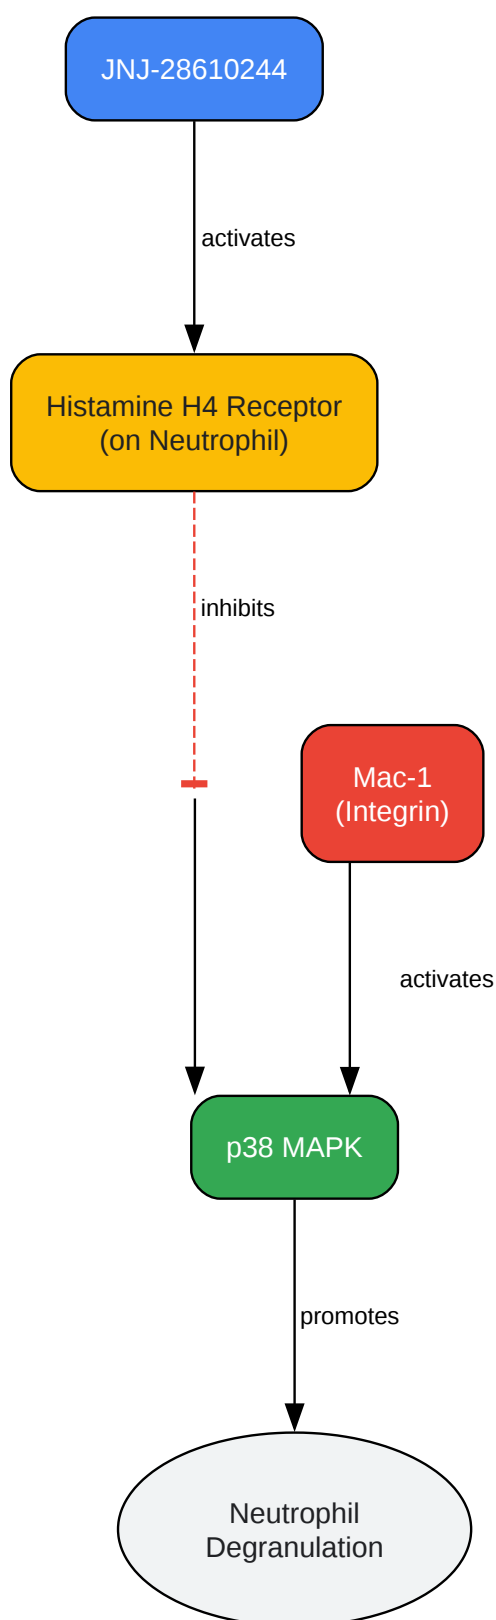 JNJ-28610244
activates
Histamine H4 Receptor
(on Neutrophil)
inhibits
Mac-1
(Integrin)
activates
p38 MAPK
promotes
Neutrophil
Degranulation